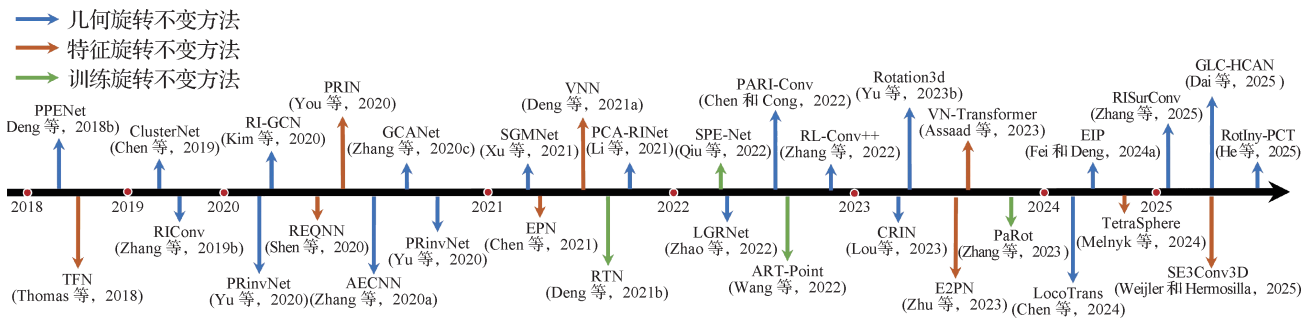 几何旋转不变方法
特征旋转不变方法
训练旋转不变方法
PPENet
Deng 等，2018b)
ClusterNet
(Chen 等，2019)
RI-GCN
(Kim 等，2020)
PRIN
(You 等，2020)
GCANet
(Zhang 等，2020c)
SGMNet
(Xu 等，2021)
VNN
(Deng 等，2021a)
PCA-RINet
(Li 等，2021)
SPE-Net
(Qiu 等，2022)
PARI-Conv
(Chen 和 Cong，2022)
RL-Conv++
(Zhang 等，2022)
Rotation3d
(Yu 等，2023b)
VN-Transformer
(Assaad 等，2023)
EIP
(Fei 和 Deng，2024a)
RISurConv
(Zhang 等，2025)
GLC-HCAN
(Dai 等，2025)
RotIny-PCT
(He 等，2025)
2018
2019
2020
2021
2022
2023
2024
2025
TFN
(Thomas 等，2018)
RIConv
(Zhang 等，2019b)
PRinvNet
(Yu 等，2020)
REQNN
(Shen 等，2020)
AECNN
(Zhang 等，2020a)
PRinvNet
(Yu 等，2020)
EPN
(Chen 等，2021)
RTN
(Deng 等，2021b)
LGRNet
(Zhao 等，2022)
ART-Point
(Wang 等，2022)
CRIN
(Lou等，2023)
E2PN
(Zhu 等，2023)
PaRot
(Zhang 等，2023)
LocoTrans
(Chen 等，2024)
TetraSphere
(Melnyk 等，2024)
SE3Conv3D
(Weijler 和 Hermosilla，2025)